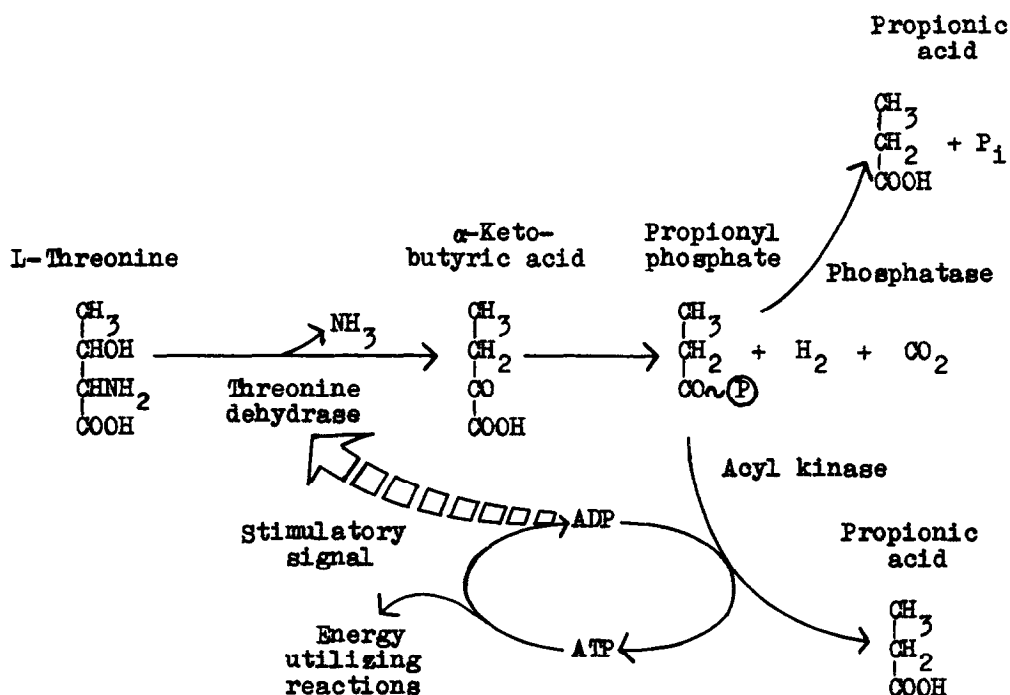 Propionic
acid
CH3
CH2 + Pi
COOH
L-Threonine
α-Keto-
butyric acid
Propionyl
phosphate
Phosphatase
CH3
CHOH
CHNH2
COOH
NH3
Threonine
dehydrase
CH3
CH2
CO
COOH
CH3
CH2 + H2 + CO2
CO~P
Acyl kinase
Stimulatory
signal
ADP
ATP
Energy
utilizing
reactions
Propionic
acid
CH3
CH2
COOH